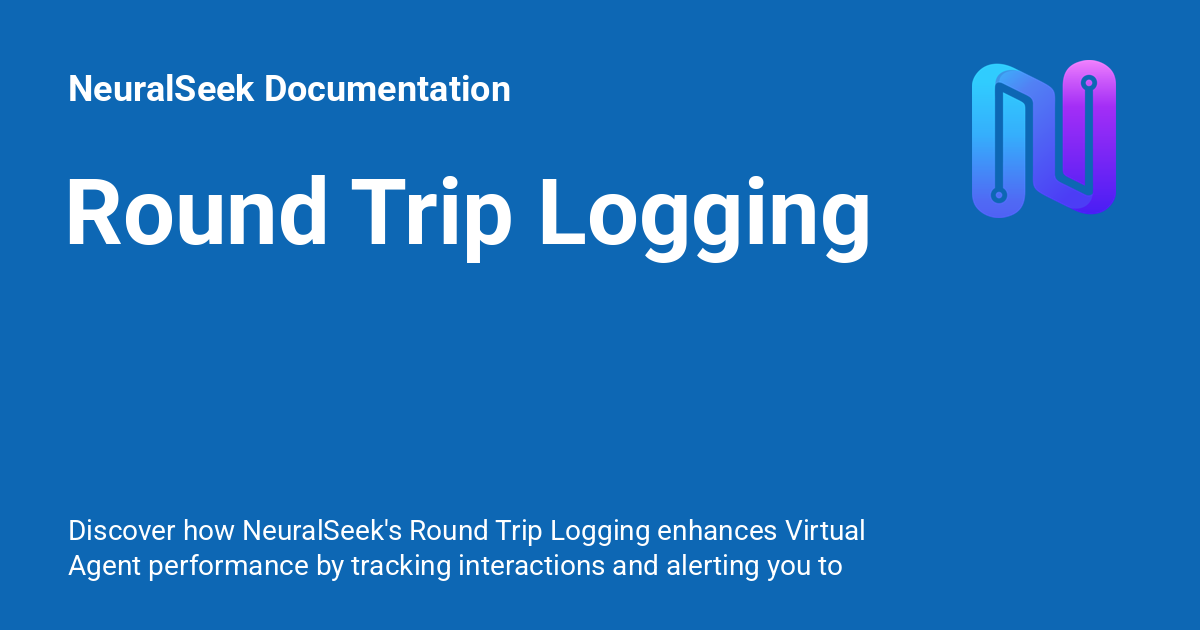 NeuralSeek Documentation
Round Trip Logging
Discover how NeuralSeek's Round Trip Logging enhances Virtual
Agent performance by tracking interactions and alerting you to